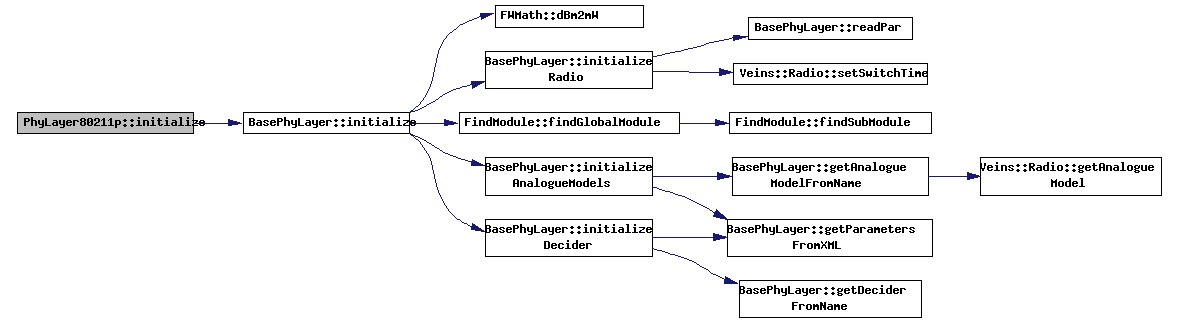 PhyLayer80211p::initialize
BasePhyLayer::initialize
FWMath::dBm2mW
BasePhyLayer::initialize
Radio
BasePhyLayer::readPar
Veins::Radio::setSwitchTime
FindModule::findGlobalModule
FindModule::findSubModule
BasePhyLayer::initialize
AnalogueModels
BasePhyLayer::getAnalogue
ModelFromName
Veins::Radio::getAnalogue
Model
BasePhyLayer::initialize
Decider
BasePhyLayer::getParameters
FromXML
BasePhyLayer::getDecider
FromName